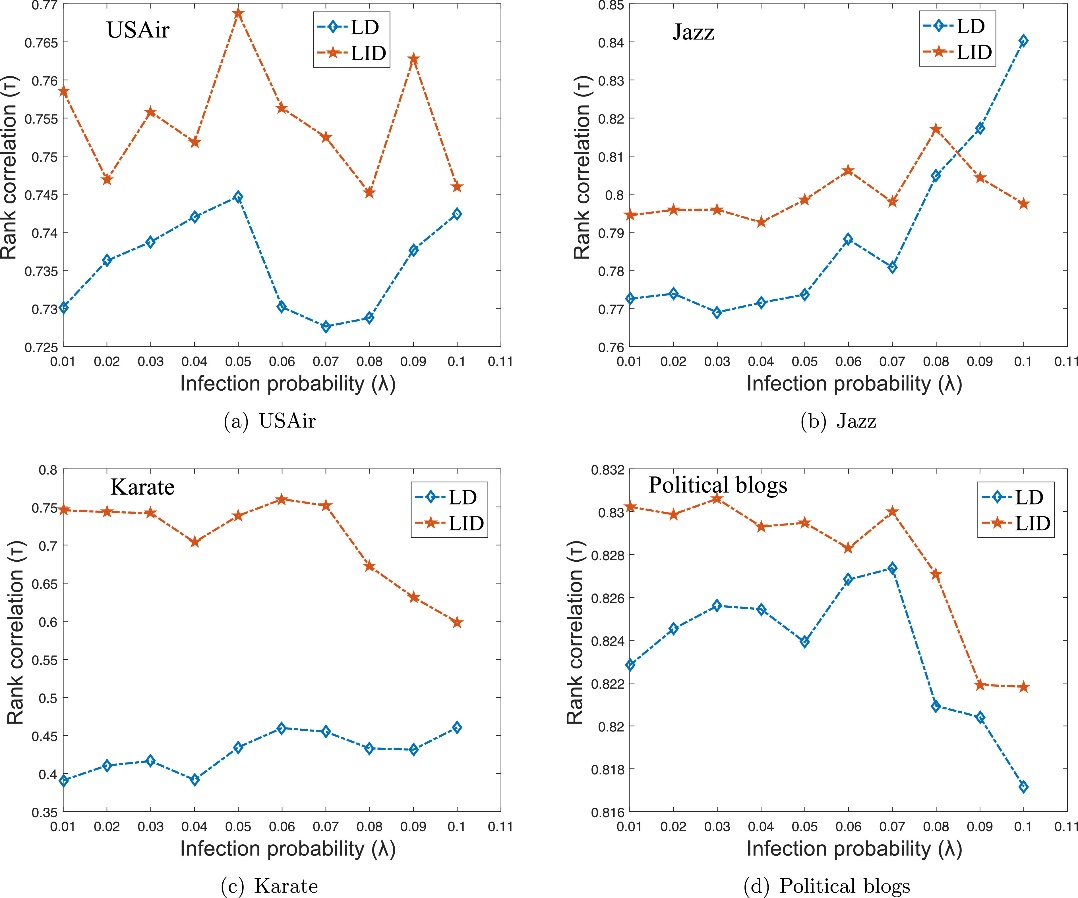 USAir
LD
LID
0.77
0.765
0.76
0.755
0.75
0.745
0.74
0.735
0.73
0.725
Rank correlation (τ)
0.01 0.02 0.03 0.04 0.05 0.06 0.07 0.08 0.09 0.1 0.11
Infection probability (λ)
(a) USAir
Jazz
LD
LID
0.85
0.84
0.83
0.82
0.81
0.8
0.79
0.78
0.77
0.76
Rank correlation (τ)
0.01 0.02 0.03 0.04 0.05 0.06 0.07 0.08 0.09 0.1 0.11
Infection probability (λ)
(b) Jazz
Karate
LD
LID
0.8
0.75
0.7
0.65
0.6
0.55
0.5
0.45
0.4
0.35
Rank correlation (τ)
0.01 0.02 0.03 0.04 0.05 0.06 0.07 0.08 0.09 0.1 0.11
Infection probability (λ)
(c) Karate
Political blogs
LD
LID
0.832
0.83
0.828
0.826
0.824
0.822
0.82
0.818
0.816
Rank correlation (τ)
0.01 0.02 0.03 0.04 0.05 0.06 0.07 0.08 0.09 0.1 0.11
Infection probability (λ)
(d) Political blogs